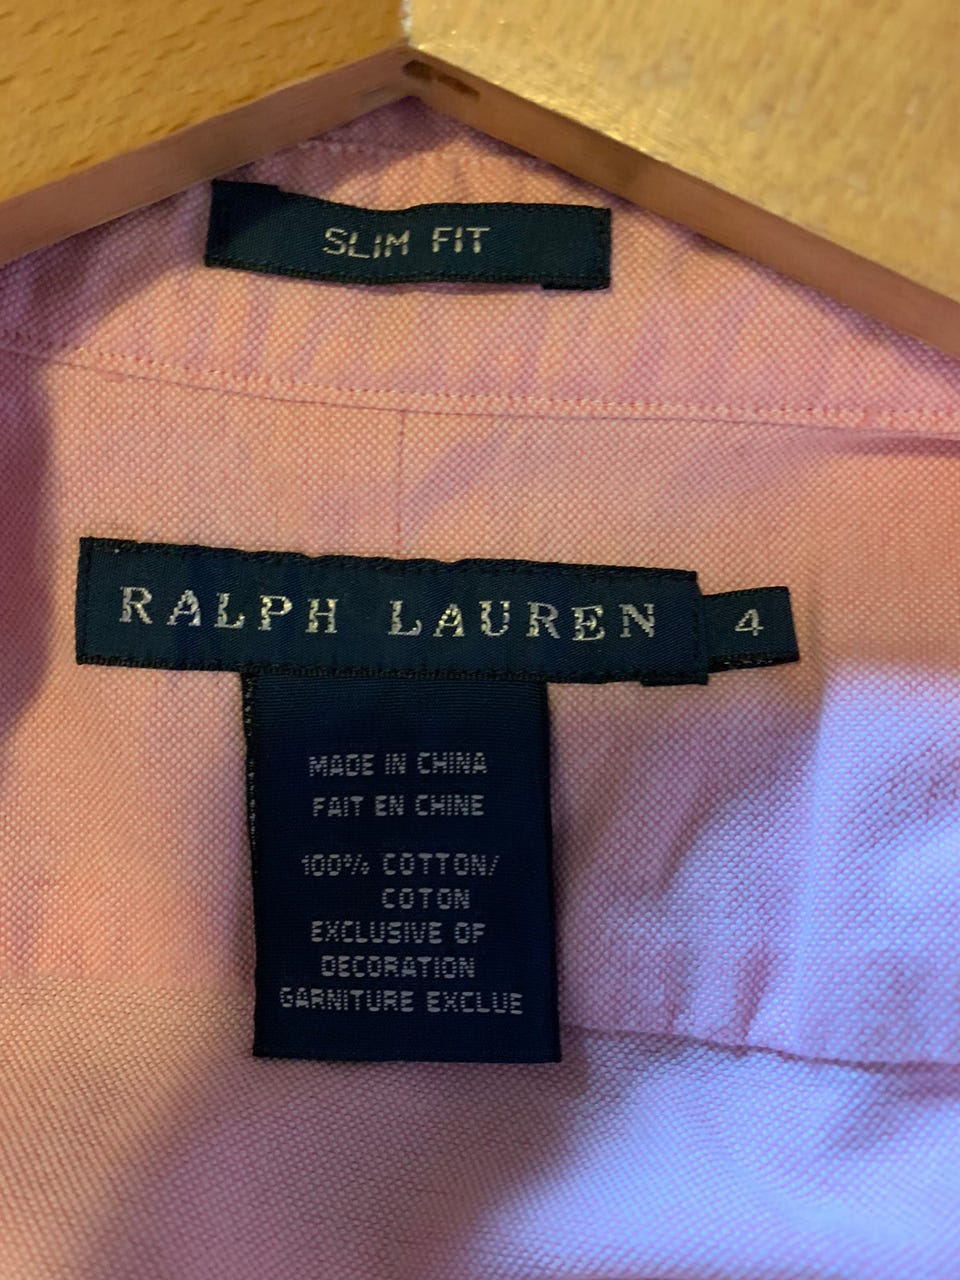 SLIM FIT
RALPH LAUREN 4
MADE IN CHINA
FAIT EN CHINE
100% COTTON/
COTON
EXCLUSIVE OF
DECORATION
GARNITURE EXCLUE